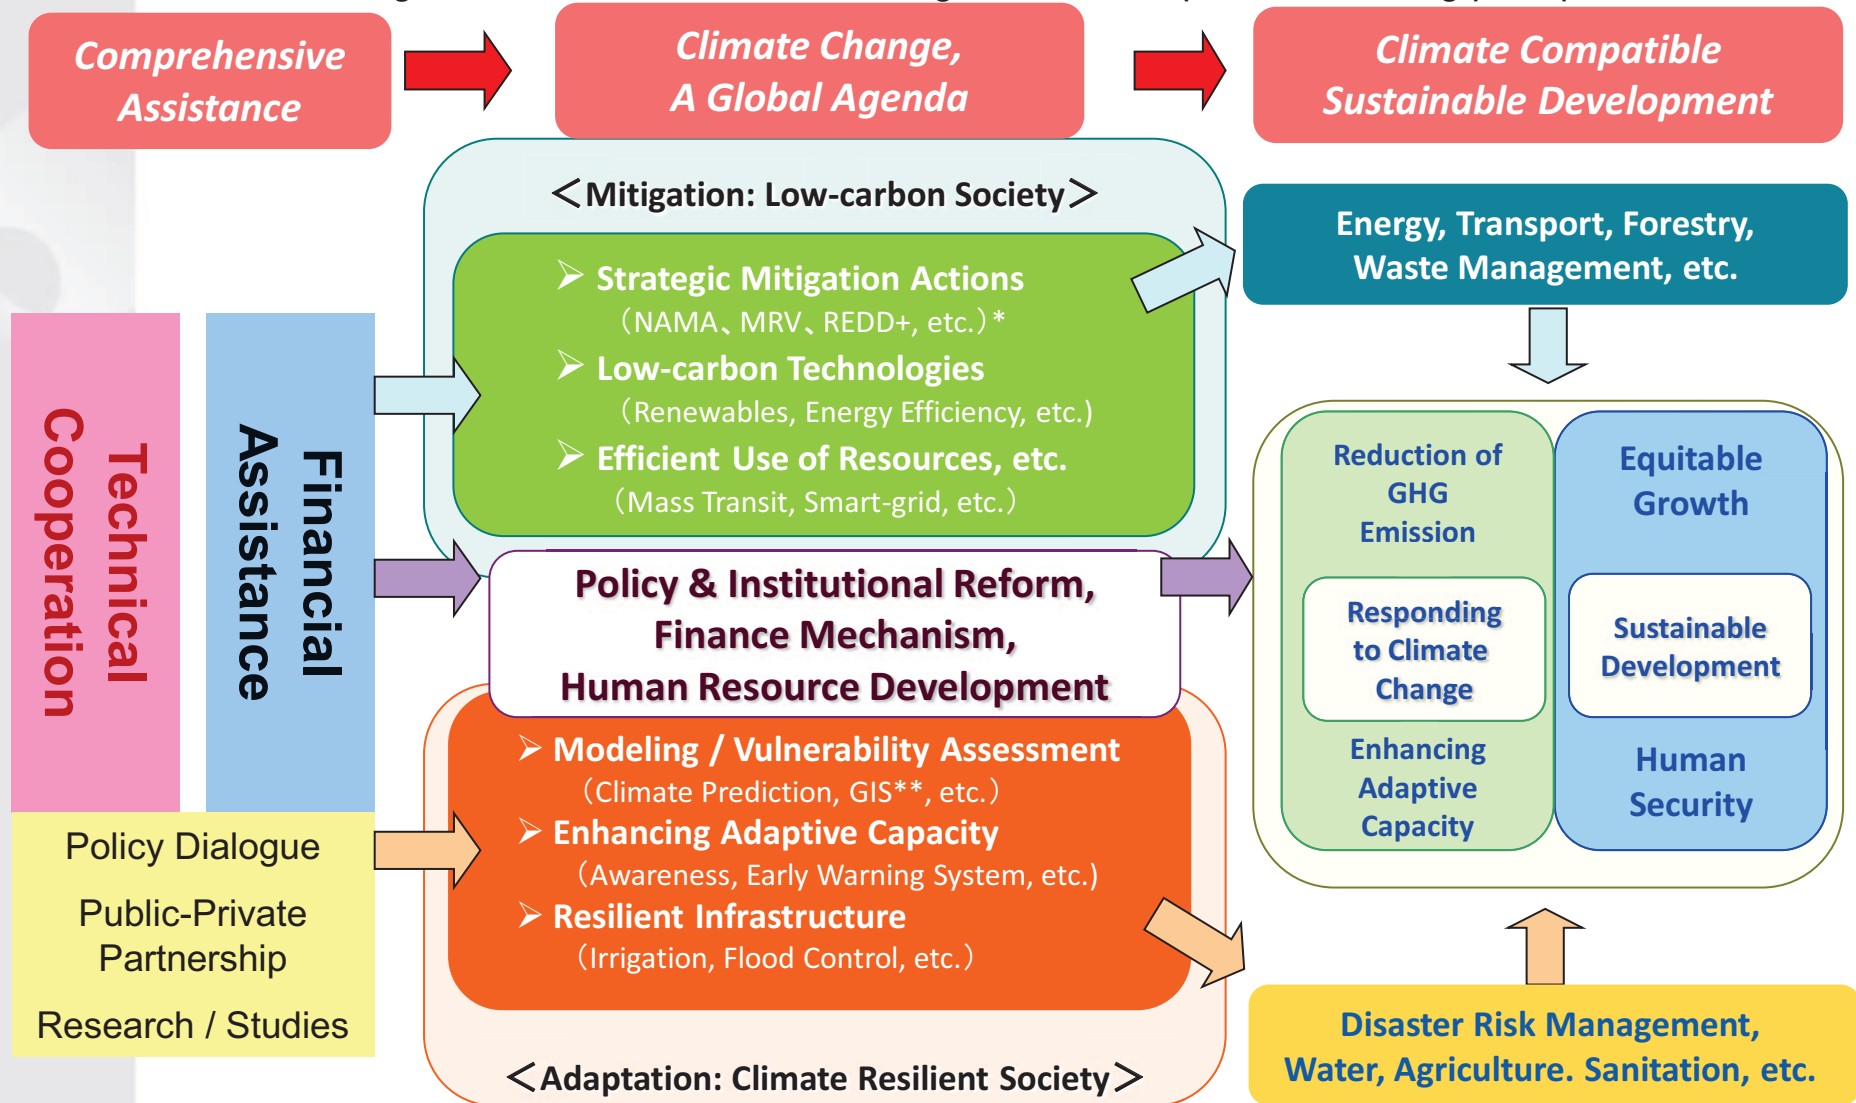 Comprehensive
Assistance
Climate Change,
A Global Agenda
Climate Compatible
Sustainable Development
＜Mitigation: Low-carbon Society＞
➢ Strategic Mitigation Actions
（NAMA、MRV、REDD+, etc.）*
➢ Low-carbon Technologies
（Renewables, Energy Efficiency, etc.)
➢ Efficient Use of Resources, etc.
（Mass Transit, Smart-grid, etc.）
Energy, Transport, Forestry,
Waste Management, etc.
Technical
Cooperation
Financial
Assistance
Policy Dialogue
Public-Private
Partnership
Research / Studies
Policy & Institutional Reform,
Finance Mechanism,
Human Resource Development
➢ Modeling / Vulnerability Assessment
（Climate Prediction, GIS**, etc.）
➢ Enhancing Adaptive Capacity
（Awareness, Early Warning System, etc.)
➢ Resilient Infrastructure
（Irrigation, Flood Control, etc.）
＜Adaptation: Climate Resilient Society＞
Reduction of
GHG
Emission
Responding
to Climate
Change
Enhancing
Adaptive
Capacity
Equitable
Growth
Sustainable
Development
Human
Security
Disaster Risk Management,
Water, Agriculture. Sanitation, etc.